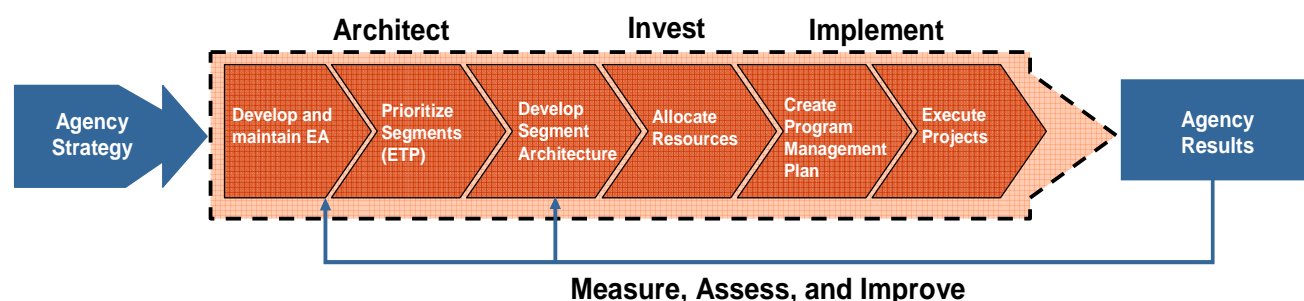 Architect
Invest
Implement
Agency
Strategy
Develop and
maintain EA
Prioritize
Segments
(ETP)
Develop
Segment
Architecture
Allocate
Resources
Create
Program
Management
Plan
Execute
Projects
Agency
Results
Measure, Assess, and Improve